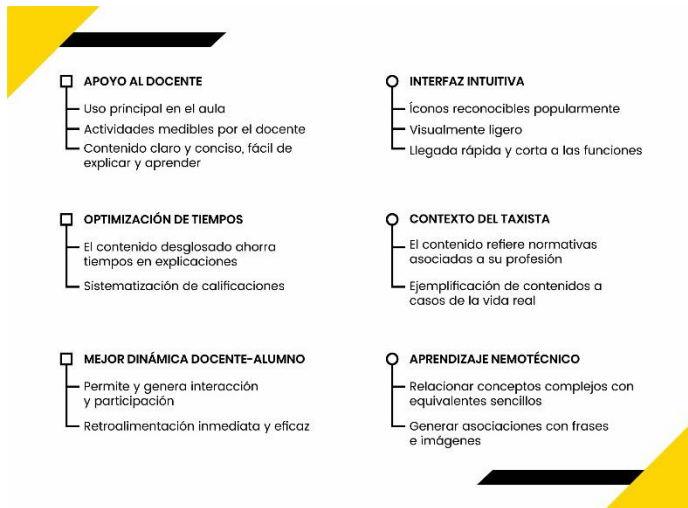 APOYO AL DOCENTE
Uso principal en el aula
Actividades medibles por el docente
Contenido claro y conciso, fácil de
explicar y aprender
OPTIMIZACIÓN DE TIEMPOS
El contenido desglosado ahorra
tiempos en explicaciones
Sistematización de calificaciones
MEJOR DINÁMICA DOCENTE-ALUMNO
Permite y genera interacción
y participación
Retroalimentación inmediata y eficaz
INTERFAZ INTUITIVA
Íconos reconocibles popularmente
Visualmente ligero
Llegada rápida y corta a las funciones
CONTEXTO DEL TAXISTA
El contenido refiere normativas
asociadas a su profesión
Ejemplificación de contenidos a
casos de la vida real
APRENDIZAJE NEMOTÉCNICO
Relacionar conceptos complejos con
equivalentes sencillos
Generar asociaciones con frases
e imágenes